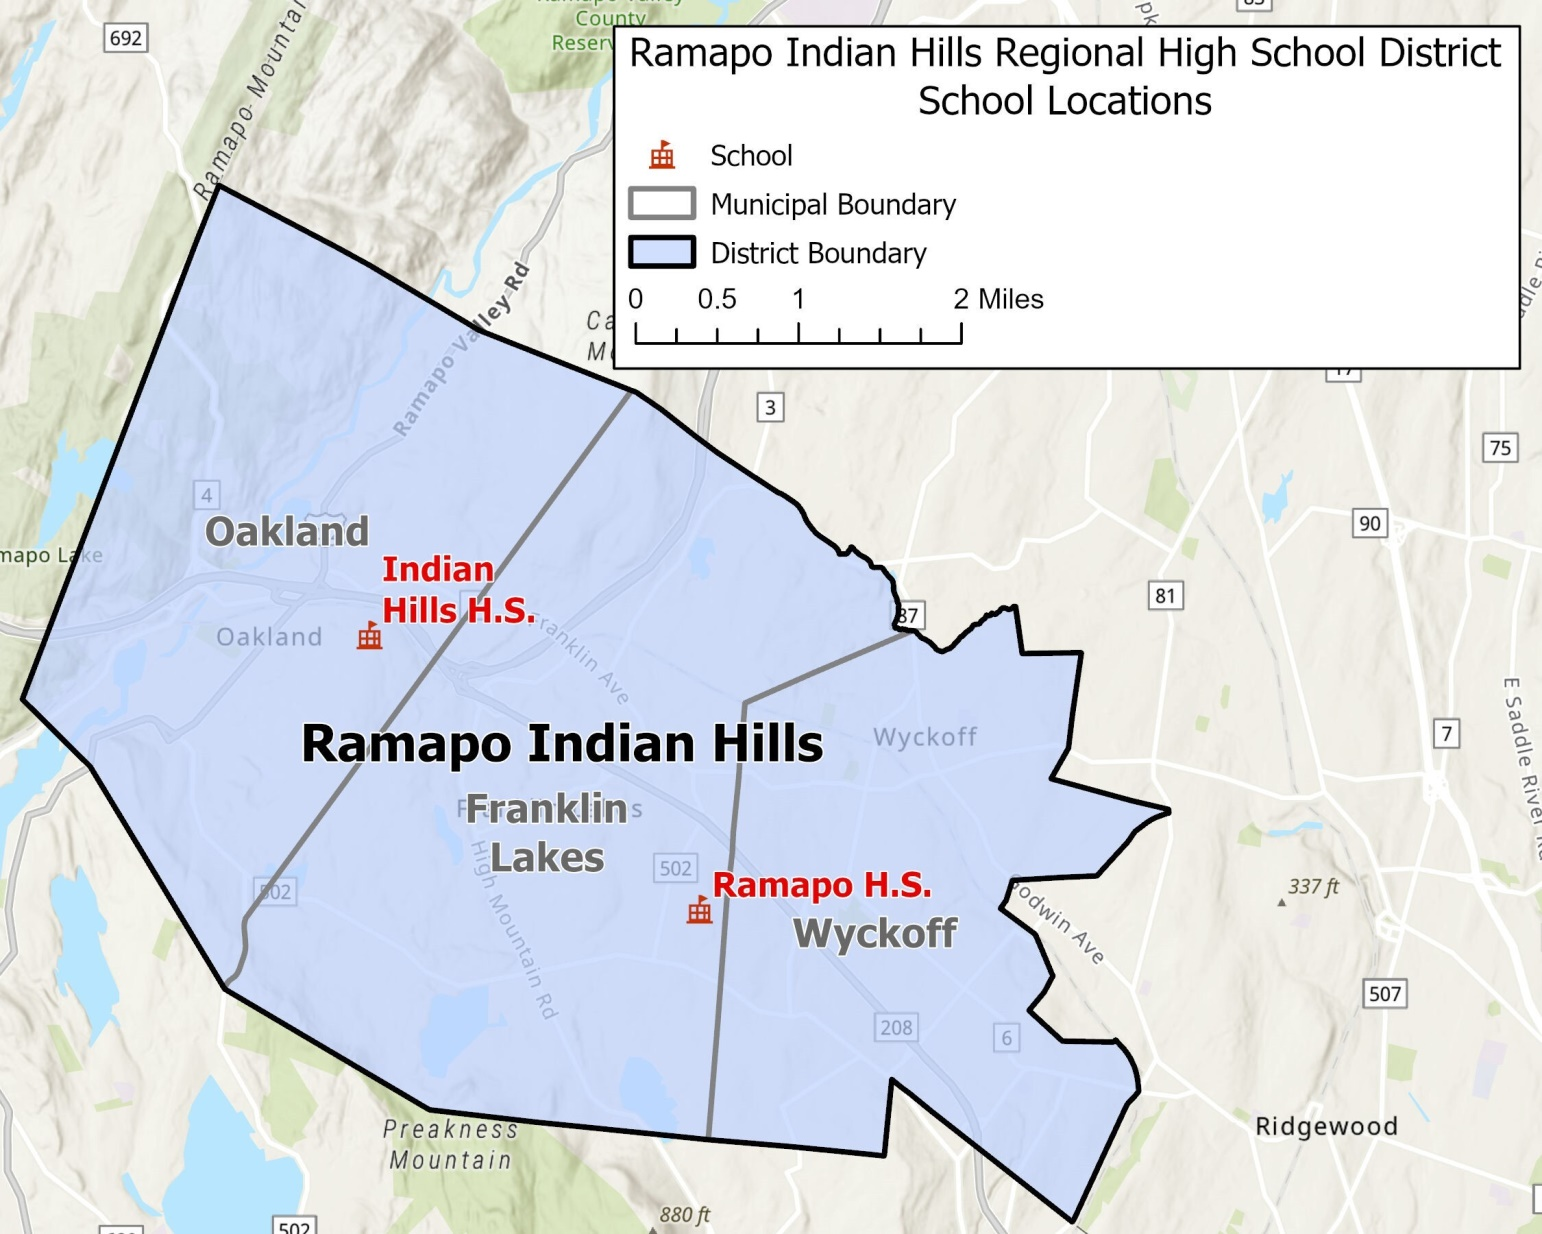 692
County
Ramapo Mountai
Ramapo Indian Hills Regional High School District
School Locations
School
Municipal Boundary
District Boundary
0 0.5 1 2 Miles
Ramapo Valley Rd
3
75
90
4
Oakland
mapo Lake
Indian
Hills H.S.
81
87
Oakland
Franklin Ave
E Saddle River
7
Wyckoff
Ramapo Indian Hills
Franklin
Lakes
High Mountain Rd
502
502
Ramapo H.S.
Wyckoff
Godwin Ave
337 ft
507
208
6
Preakness
Mountain
Ridgewood
880 ft
502